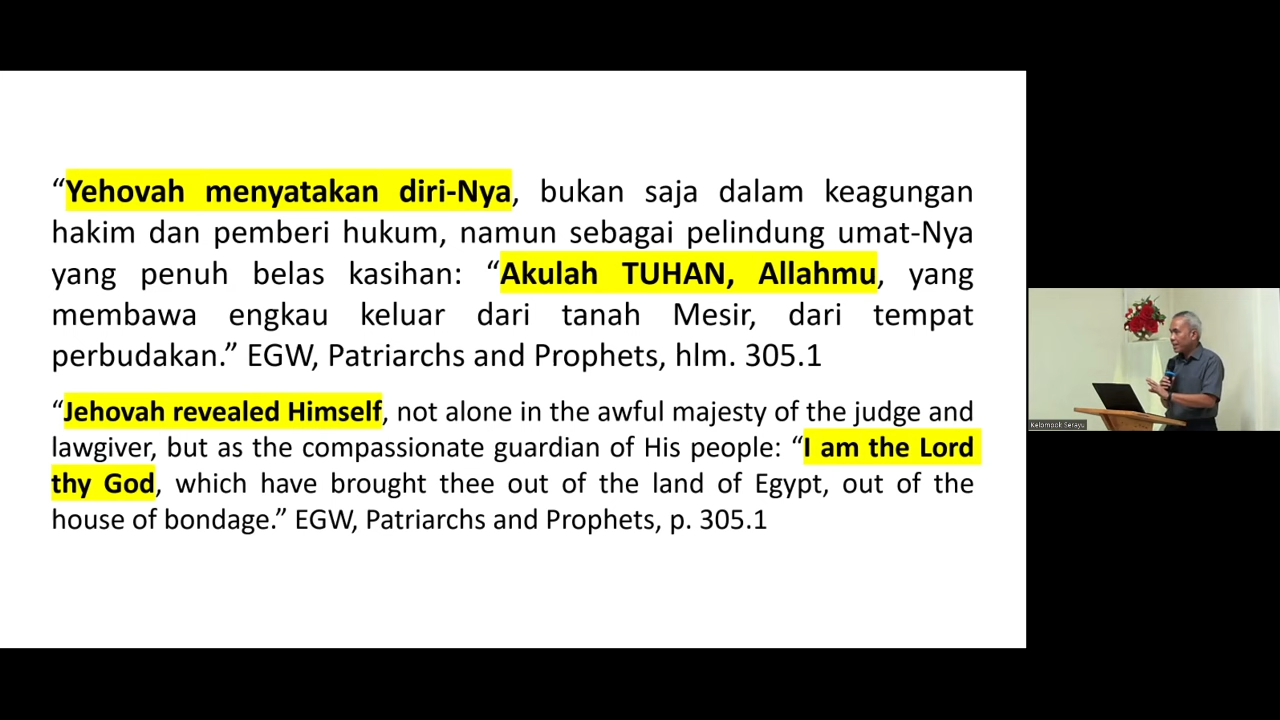 “Yehovah menyatakan diri-Nya, bukan saja dalam keagungan
hakim dan pemberi hukum, namun sebagai pelindung umat-Nya
yang penuh belas kasihan: “Akulah TUHAN, Allahmu, yang
membawa engkau keluar dari tanah Mesir, dari tempat
perbudakan.” EGW, Patriarchs and Prophets, hlm. 305.1
“Jehovah revealed Himself, not alone in the awful majesty of the judge and
lawgiver, but as the compassionate guardian of His people: “I am the Lord
thy God, which have brought thee out of the land of Egypt, out of the
house of bondage.” EGW, Patriarchs and Prophets, p. 305.1
Kelompok Serayu